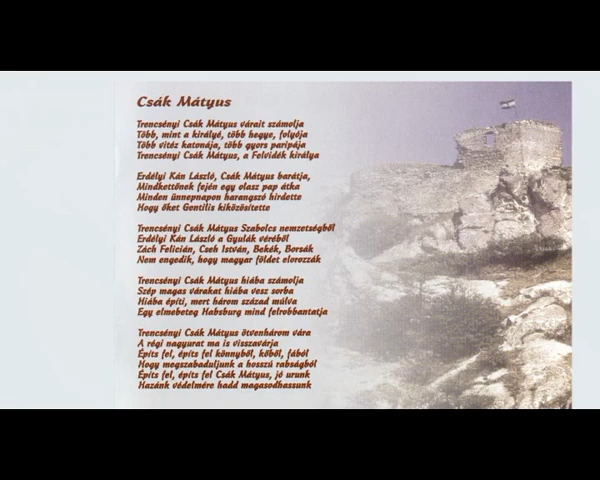 Csák Mátyus
Trencsényi Csák Mátyus várait számolja
Több, mint a királyé, több hegye, folyója
Több vitéz katonája, több gyors paripája
Trencsényi Csák Mátyus, a Felvidék királya
Erdélyi Kán László, Csák Mátyus barátja,
Mindkettőnek fején egy olasz pap átka
Minden ünnepnapon harangszó hirdette
Hogy őket Gentilis kiközösítette
Trencsényi Csák Mátyus Szabolcs nemzetségből
Erdélyi Kán László a Gyulák véréből
Zách Felicián, Cseh István, Bekék, Borsák
Nem engedik, hogy magyar földet elorozzák
Trencsényi Csák Mátyus hiába számolja
Szép magas várakat hiába vesz sorba
Hiába építi, mert három század múlva
Egy elmebeteg Habsburg mind felrobbantatja
Trencsényi Csák Mátyus ötvenhárom vára
A régi nagyurat ma is visszavárja
Építs fel, építs fel könnyből, kőből, fából
Hogy megszabaduljunk a hosszú rabságból
Építs fel, építs fel Csák Mátyus, jó urunk
Hazánk védelmére hadd magasodhassunk